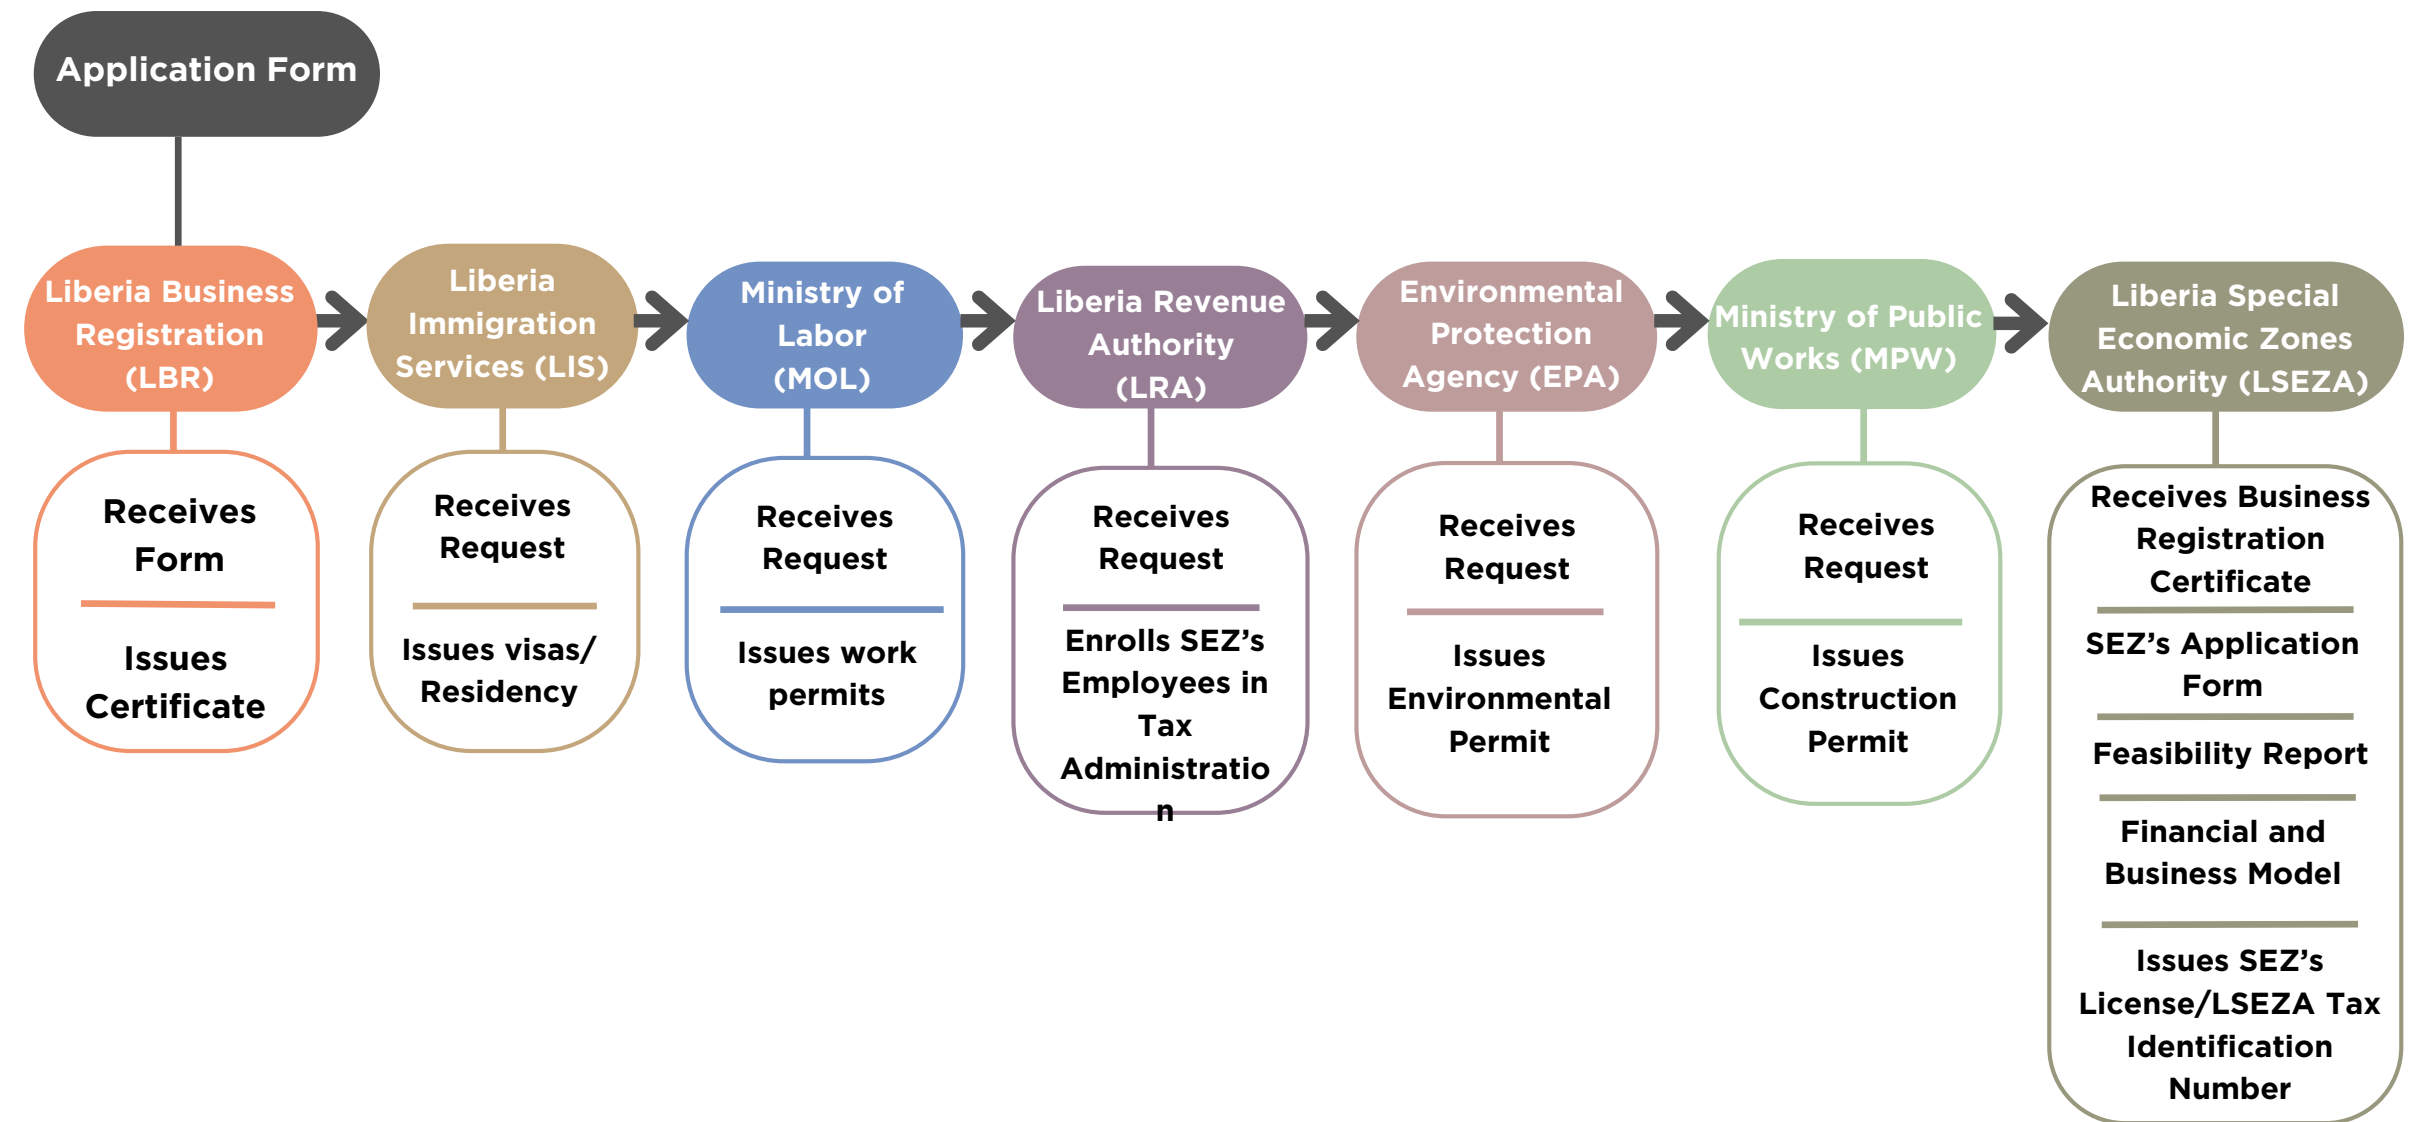 Application Form
Liberia Business
Registration
(LBR)
Receives
Form
Issues
Certificate
Liberia
Immigration
Services (LIS)
Receives
Request
Issues visas/
Residency
Ministry of
Labor
(MOL)
Receives
Request
Issues work
permits
Liberia Revenue
Authority
(LRA)
Receives
Request
Enrolls SEZ’s
Employees in
Tax
Administratio
n
Environmental
Protection
Agency (EPA)
Receives
Request
Issues
Environmental
Permit
Ministry of Public
Works (MPW)
Receives
Request
Issues
Construction
Permit
Liberia Special
Economic Zones
Authority (LSEZA)
Receives Business
Registration
Certificate
SEZ’s Application
Form
Feasibility Report
Financial and
Business Model
Issues SEZ’s
License/LSEZA Tax
Identification
Number